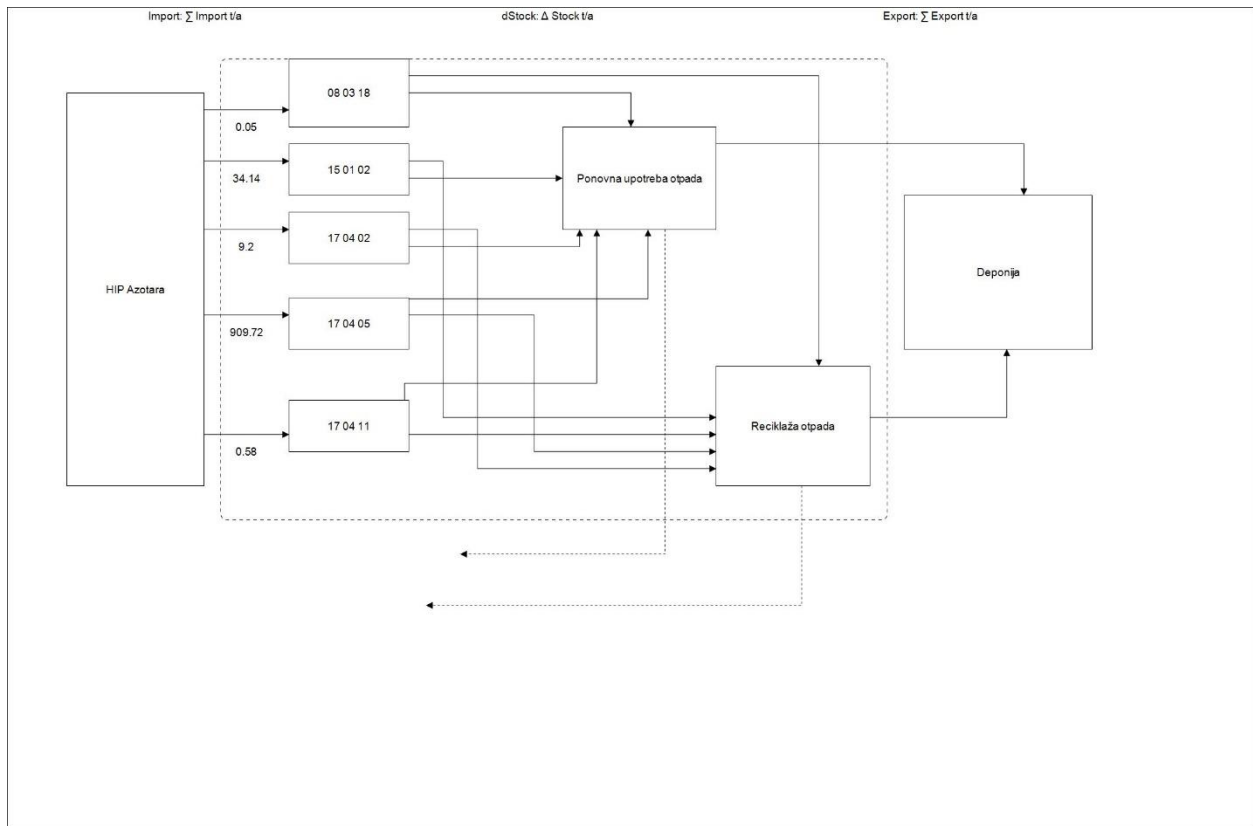 Import: ∑ Import t/a
dStock: Δ Stock t/a
Export: ∑ Export t/a
08 03 18
0.05
15 01 02
Ponovna upotreba otpada
34.14
17 04 02
9.2
Deponija
HIP Azotara
17 04 05
909.72
17 04 11
Reciklaža otpada
0.58